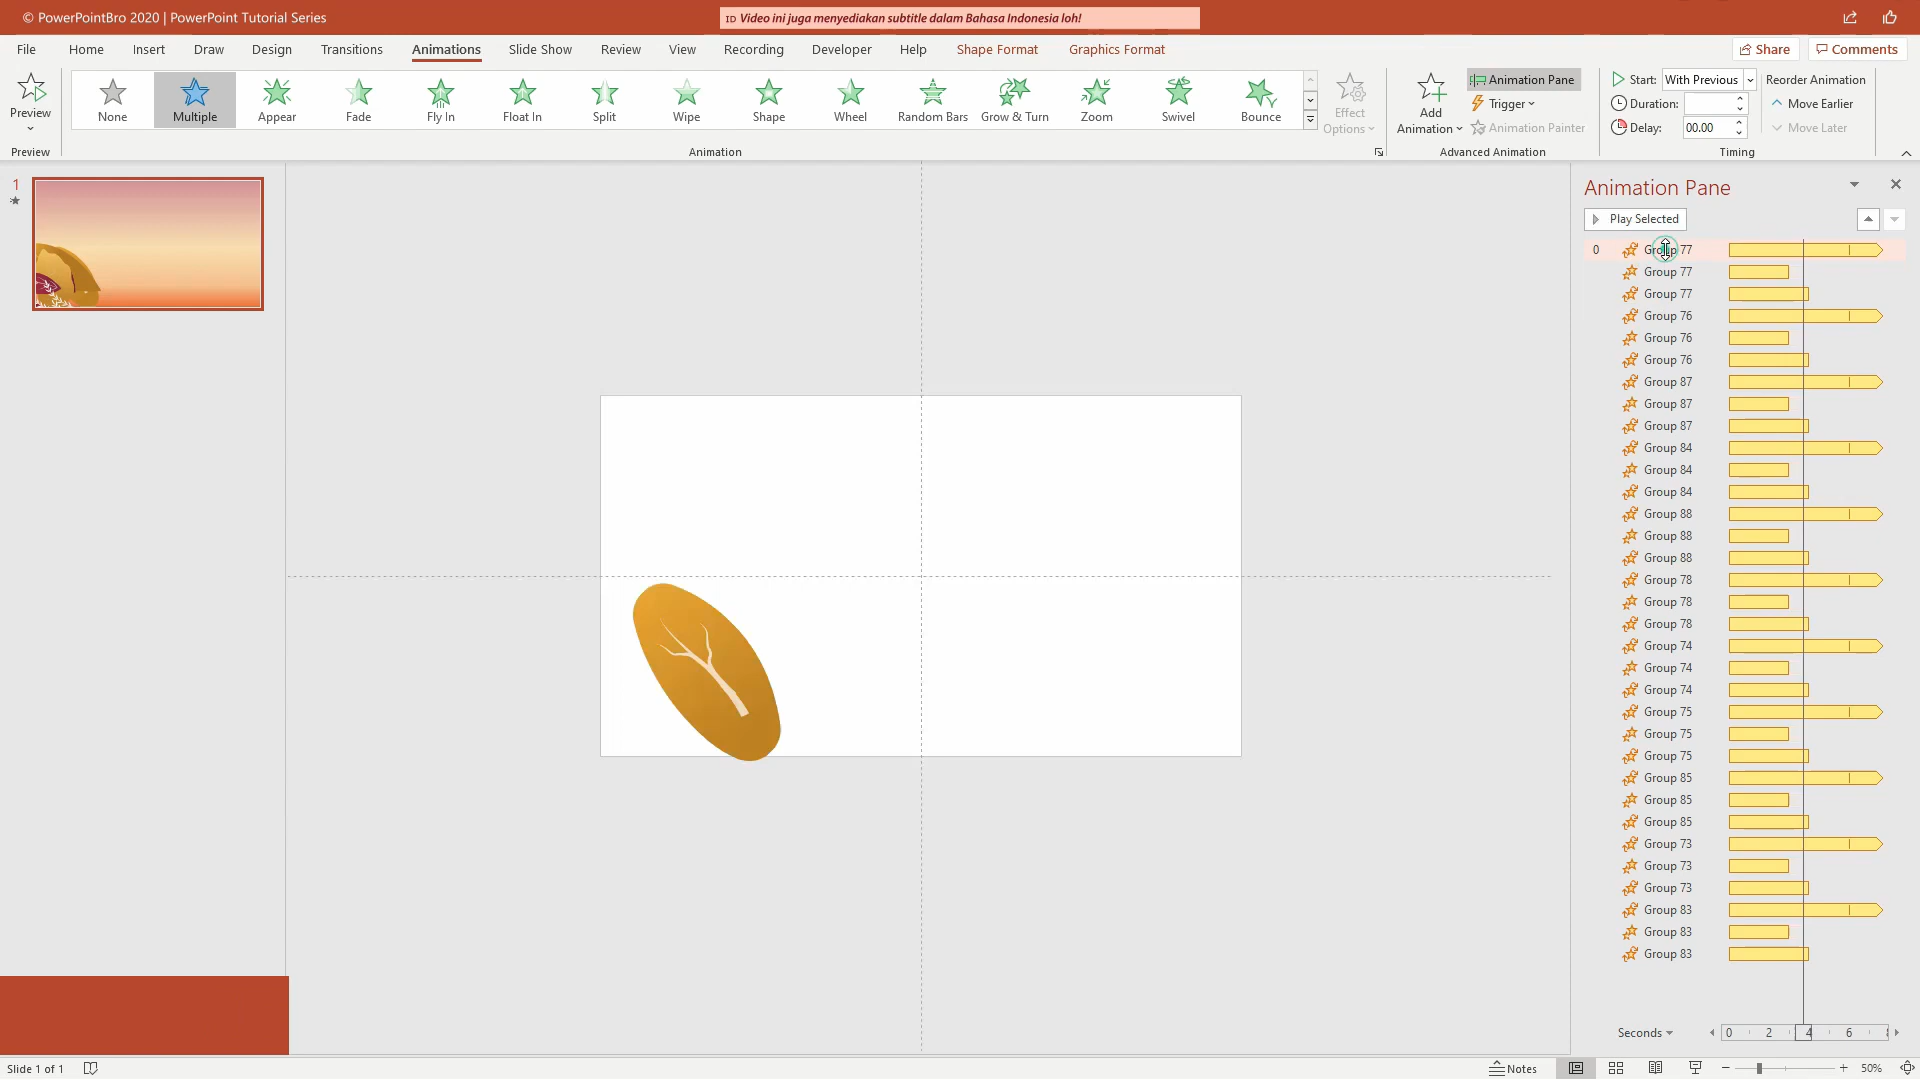 © PowerPointBro 2020 | PowerPoint Tutorial Series
ID Video ini juga menyediakan subtitle dalam Bahasa Indonesia loh!
File Home Insert Draw Design Transitions Animations Slide Show Review View Recording Developer Help Shape Format Graphics Format Share Comments
Preview
Preview
None Multiple Appear Fade Fly In Float In Split Wipe Shape Wheel Random Bars Grow & Turn Zoom Swivel Bounce
Animation
Effect Options
Add Animation
Animation Pane
Trigger
Animation Painter
Advanced Animation
Start: With Previous
Duration:
Delay: 00.00
Reorder Animation
Move Earlier
Move Later
Timing
1
Animation Pane
Play Selected
0 Group 77
Group 77
Group 77
Group 76
Group 76
Group 76
Group 87
Group 87
Group 87
Group 84
Group 84
Group 84
Group 88
Group 88
Group 88
Group 78
Group 78
Group 78
Group 74
Group 74
Group 74
Group 75
Group 75
Group 75
Group 85
Group 85
Group 85
Group 73
Group 73
Group 73
Group 83
Group 83
Group 83
Seconds 0 2 4 6
Slide 1 of 1 Notes 50%